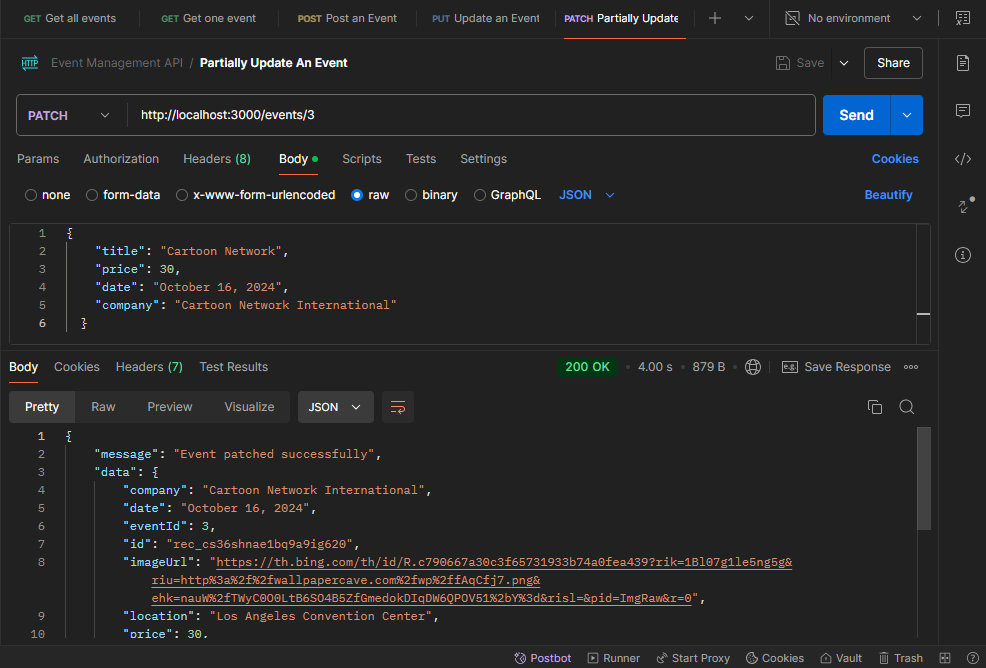 GET Get all events GET Get one event POST Post an Event PUT Update an Event PATCH Partially Update No environment
HTTP Event Management API / Partially Update An Event Save Share
PATCH http://localhost:3000/events/3 Send
Params Authorization Headers (8) Body Scripts Tests Settings Cookies
none form-data x-www-form-urlencoded raw binary GraphQL JSON Beautify
1 {
2 "title": "Cartoon Network",
3 "price": 30,
4 "date": "October 16, 2024",
5 "company": "Cartoon Network International"
6 }
Body Cookies Headers (7) Test Results 200 OK 4.00 s 879 B e.g. Save Response
Pretty Raw Preview Visualize JSON
1 {
2 "message": "Event patched successfully",
3 "data": {
4 "company": "Cartoon Network International",
5 "date": "October 16, 2024",
6 "eventId": 3,
7 "id": "rec_cs36shnae1bq9a9ig620",
8 "imageUrl": "https://th.bing.com/th/id/R.c790667a30c3f65731933b74a0fea439?rik=1Bl07g1le5ng5g&
riu=http%3a%2f%2fwallpapercave.com%2fwp%2ffAqCfj7.png&
ehk=nauW%2fTWyC0O0LtB6SO4B5ZfGmedokDIqDW6QPOV51%2bY%3d&risl=&pid=ImgRaw&r=0",
9 "location": "Los Angeles Convention Center",
10 "price": 30,
Postbot Runner Start Proxy Cookies Vault Trash